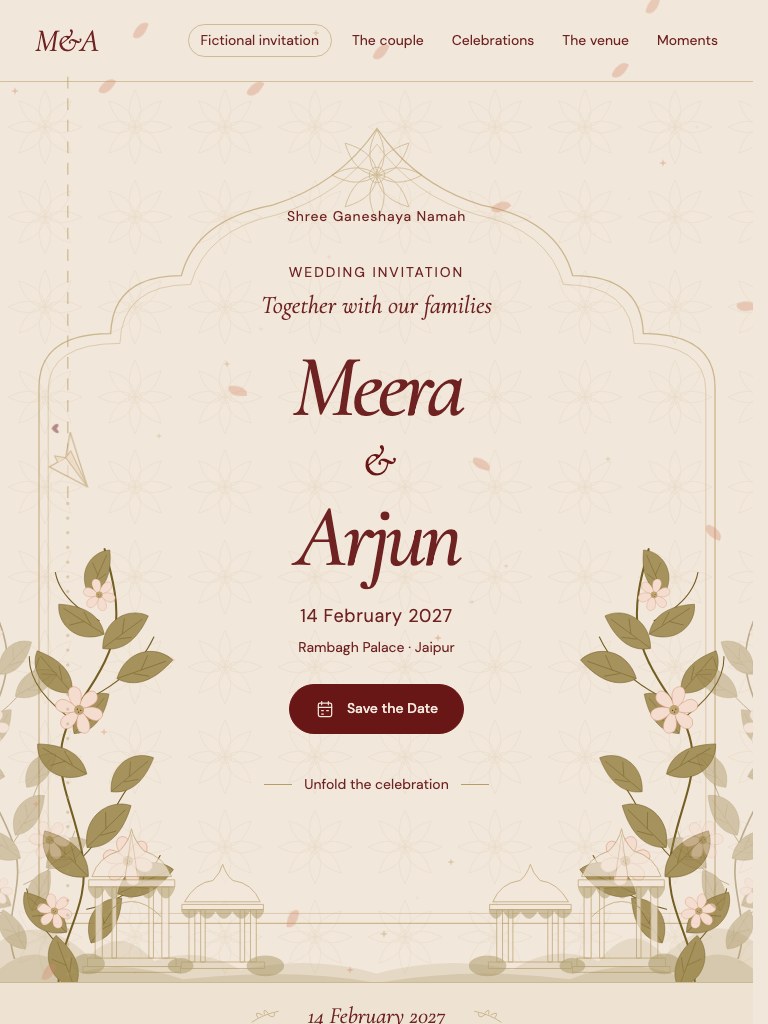 M&A
Fictional invitation
The couple
Celebrations
The venue
Moments
Shree Ganeshaya Namah
WEDDING INVITATION
Together with our families
Meera
&
Arjun
14 February 2027
Rambagh Palace · Jaipur
Save the Date
Unfold the celebration
14 February 2027